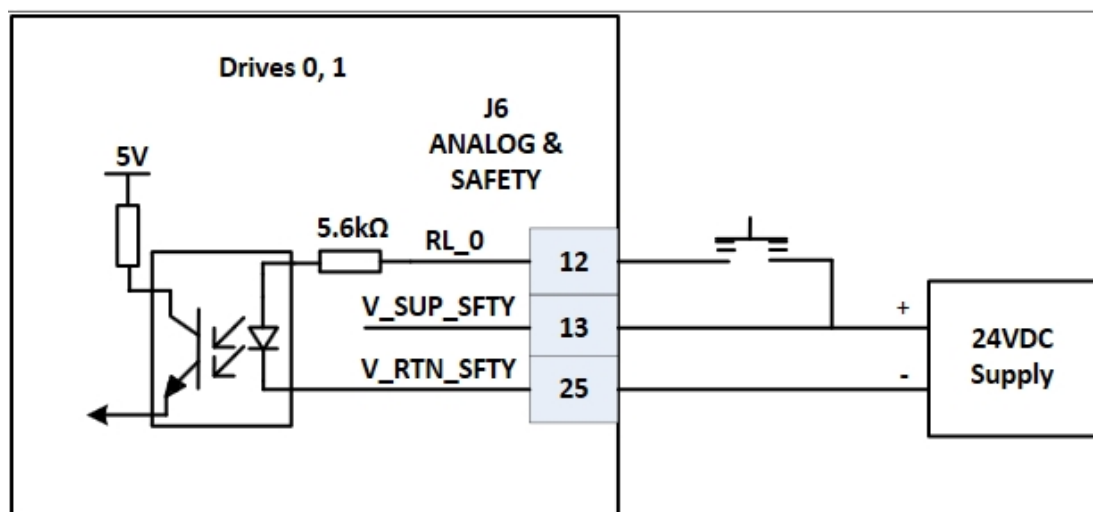 Drives 0, 1
J6
ANALOG &
SAFETY
5V
5.6kΩ
RL_0
12
V_SUP_SFTY
13
+
24VDC
Supply
V_RTN_SFTY
25
-